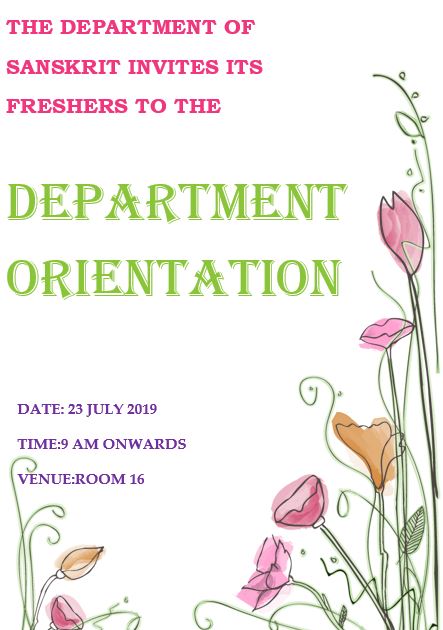 THE DEPARTMENT OF
SANSKRIT INVITES ITS
FRESHERS TO THE
DEPARTMENT
ORIENTATION
DATE: 23 JULY 2019
TIME:9 AM ONWARDS
VENUE:ROOM 16